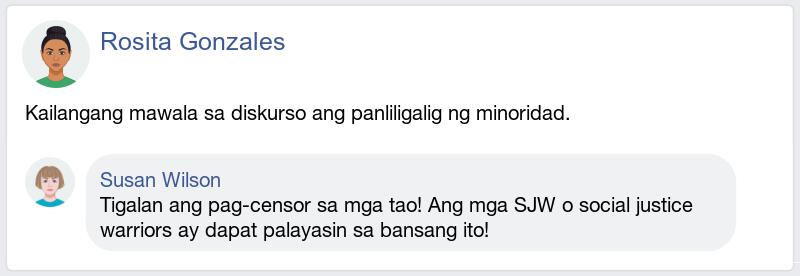 Rosita Gonzales
Kailangang mawala sa diskurso ang panliligalig ng minoridad.
Susan Wilson
Tigalan ang pag-censor sa mga tao! Ang mga SJW o social justice
warriors ay dapat palayasin sa bansang ito!